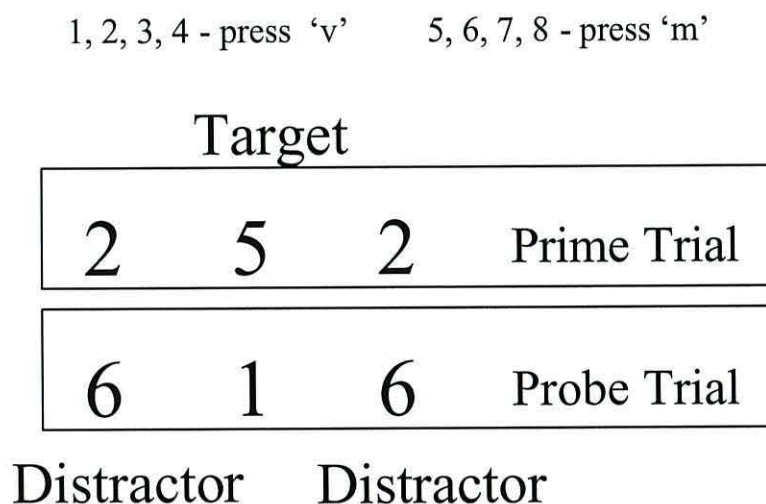 1, 2, 3, 4 - press ‘v’ 5, 6, 7, 8 - press ‘m’
Target
2 5 2 Prime Trial
6 1 6 Probe Trial
Distractor Distractor